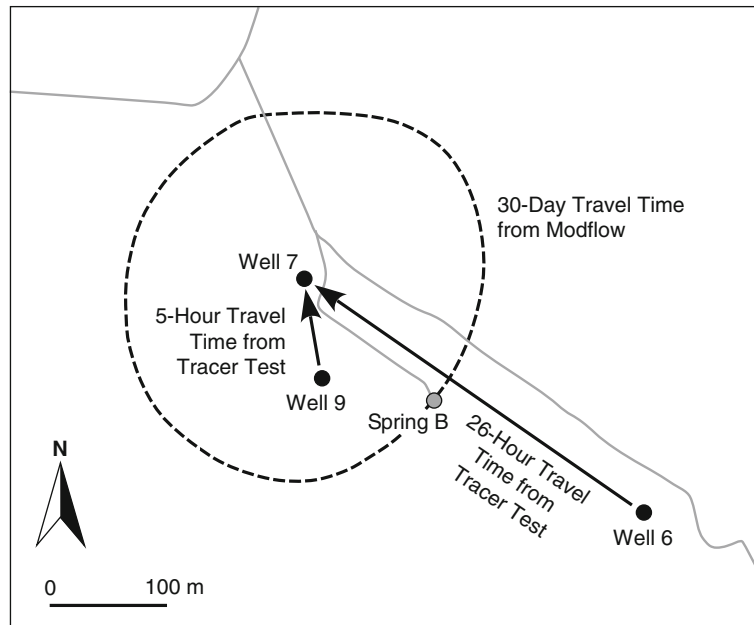 30-Day Travel Time
from Modflow
Well 7
5-Hour Travel
Time from
Tracer Test
Well 9
Spring B
26-Hour Travel
Time from
Tracer Test
Well 6
N
0 100 m